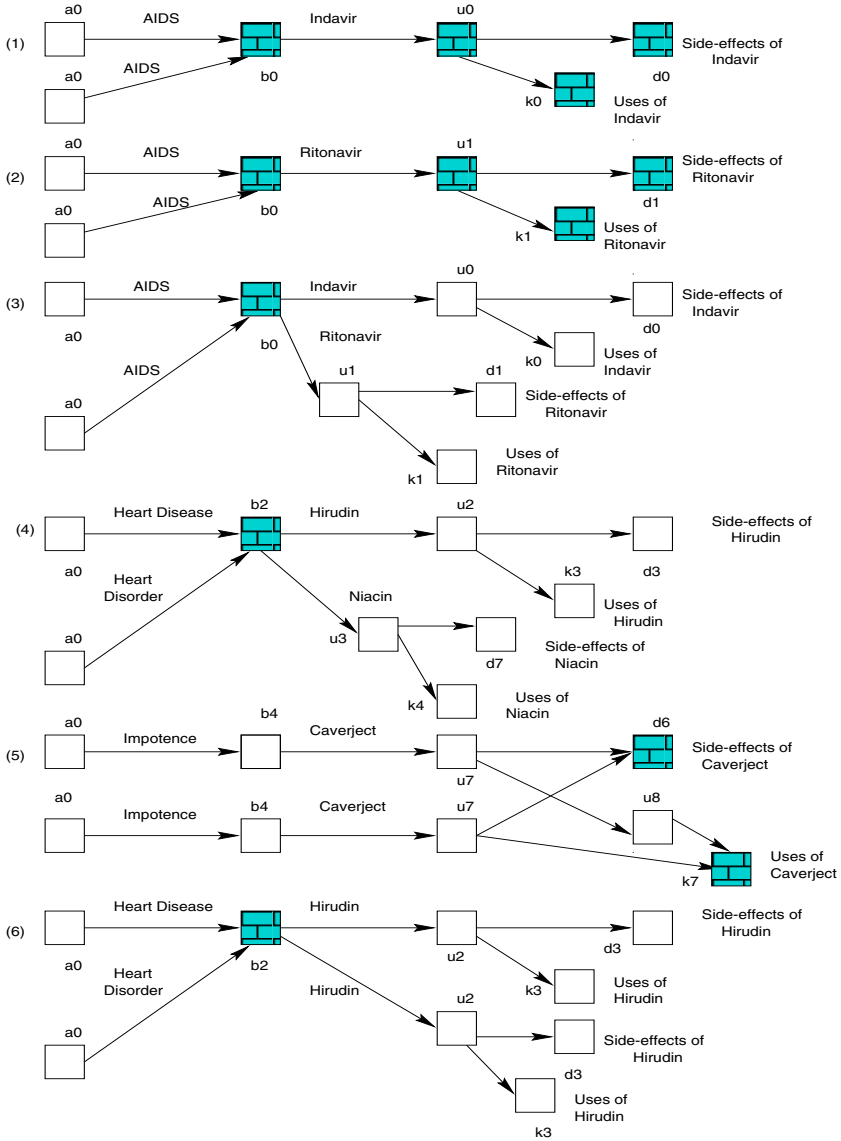 a0
AIDS
Indavir
u0
(1)
Side-effects of
Indavir
a0
AIDS
b0
d0
k0
Uses of
Indavir
a0
AIDS
Ritonavir
u1
Side-effects of
Ritonavir
(2)
a0
AIDS
b0
d1
k1
Uses of
Ritonavir
(3)
AIDS
Indavir
u0
Side-effects of
Indavir
a0
b0
Ritonavir
d0
k0
Uses of
Indavir
AIDS
u1
d1
a0
Side-effects of
Ritonavir
Uses of
Ritonavir
k1
(4)
Heart Disease
b2
Hirudin
u2
Side-effects of
Hirudin
a0
Heart
Disorder
k3
d3
Niacin
Uses of
Hirudin
a0
u3
d7
Side-effects of
Niacin
k4
Uses of
Niacin
a0
b4
d6
(5)
Impotence
Caverject
Side-effects of
Caverject
u7
a0
Impotence
b4
Caverject
u7
u8
Uses of
Caverject
k7
(6)
Heart Disease
Hirudin
Side-effects of
Hirudin
a0
b2
u2
d3
Heart
Disorder
Hirudin
k3
Uses of
Hirudin
u2
a0
Side-effects of
Hirudin
d3
Uses of
Hirudin
k3